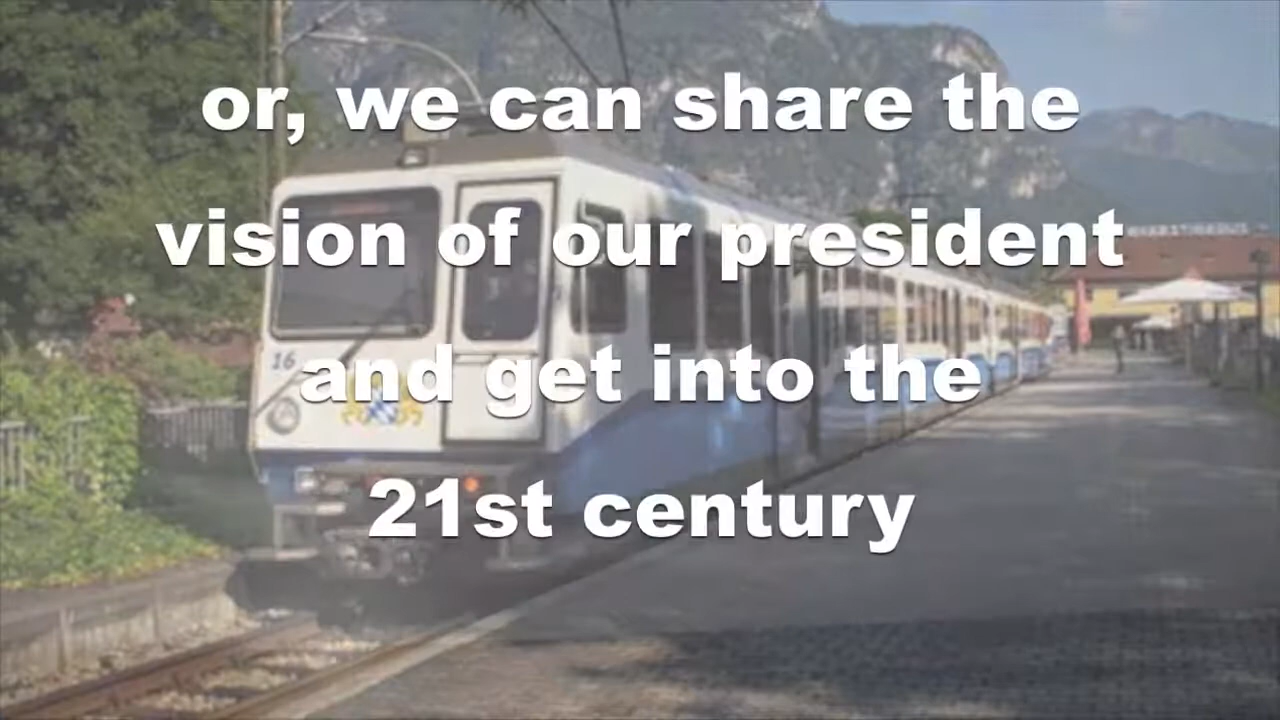 or, we can share the
vision of our president
and get into the
21st century
16